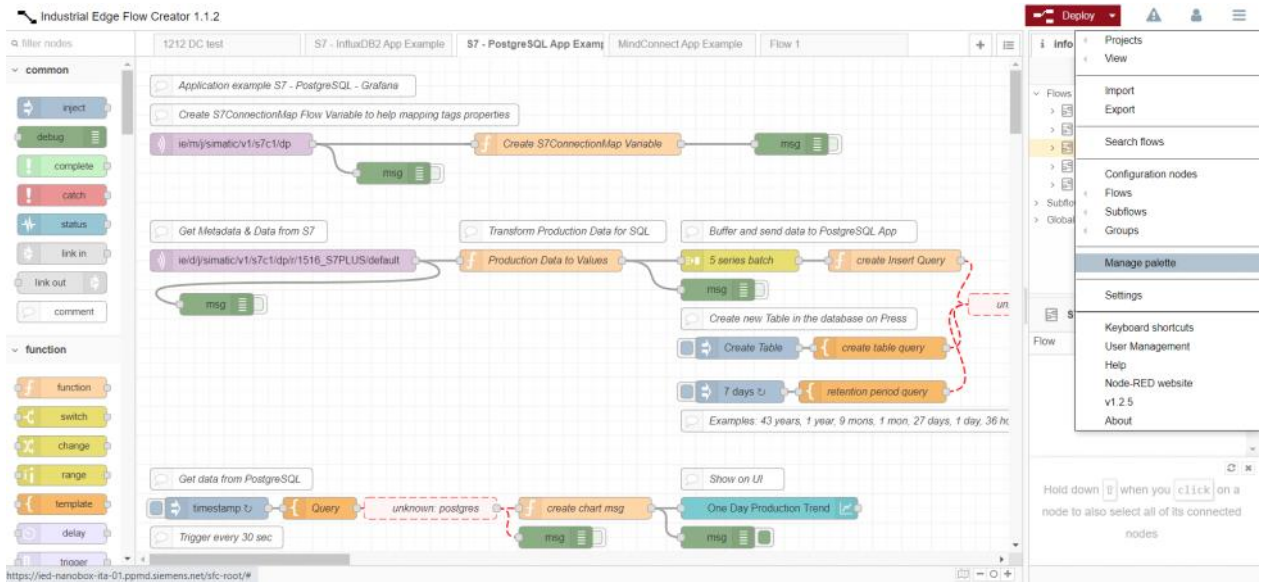 Industrial Edge Flow Creator 1.1.2
Deploy
filter nodes
1212 DC test
S7 - InfluxDB2 App Example
S7 - PostgreSQL App Examp
MindConnect App Example
Flow 1
i info
common
inject
debug
complete
catch
status
link in
link out
comment
function
function
switch
change
range
template
delay
trigger
Application example S7 - PostgreSQL - Grafana
Create S7ConnectionMap Flow Variable to help mapping tags properties
ie/m/j/simatic/v1/s7c1/dp
Create S7ConnectionMap Variable
msg
msg
Get Metadata & Data from S7
Transform Production Data for SQL
Buffer and send data to PostgreSQL App
ie/d/j/simatic/v1/s7c1/dp/r/1516_S7PLUS/default
Production Data to Values
5 series batch
create Insert Query
msg
msg
un
Create new Table in the database on Press
Create Table
create table query
7 days ↻
retention period query
Examples: 43 years, 1 year, 9 mons, 1 mon, 27 days, 1 day, 36 ho
Get data from PostgreSQL
Show on UI
timestamp ↻
Query
unknown: postgres
create chart msg
One Day Production Trend
Trigger every 30 sec
msg
msg
Flows
Subflo
Global
S
Flow
Projects
View
Import
Export
Search flows
Configuration nodes
Flows
Subflows
Groups
Manage palette
Settings
Keyboard shortcuts
User Management
Help
Node-RED website
v1.2.5
About
Hold down ⇧ when you click on a
node to also select all of its connected
nodes
https://ied-nanobox-ita-01.ppmd.siemens.net/sfc-root/#